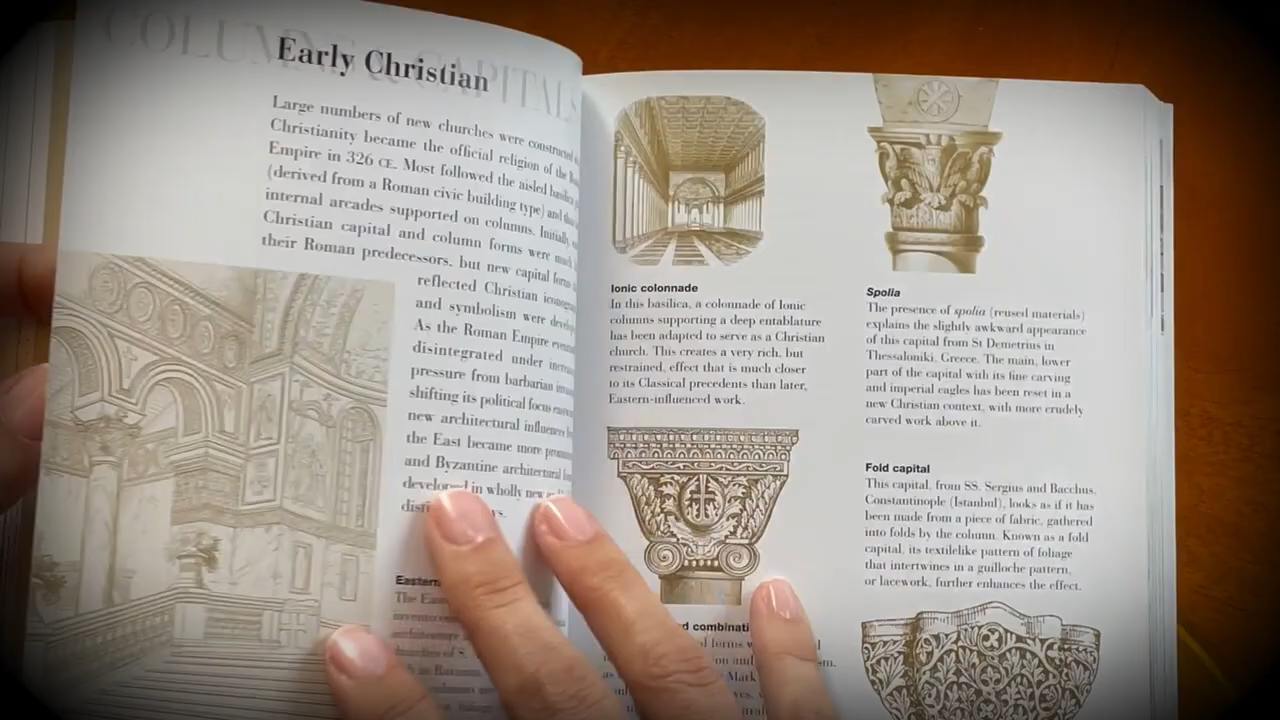 COLUMNS & CAPITALS
Early Christian
Large numbers of new churches were constructed
Christianity became the official religion of the
Empire in 326 CE. Most followed the aisled basilica
(derived from a Roman civic building type) and
internal arcades supported on columns. Initially,
Christian capital and column forms were much
their Roman predecessors, but new capital forms
reflected Christian
and symbolism were
As the Roman Empire
disintegrated under
pressure from barbarian
shifting its political focus
new architectural influences
the East became more
and Byzantine architectural
developed in wholly new
Eastern
The
Ionic colonnade
In this basilica, a colonnade of Ionic
columns supporting a deep entablature
has been adapted to serve as a Christian
church. This creates a very rich, but
restrained, effect that is much closer
to its Classical precedents than later,
Eastern-influenced work.
forms
and
Mark
Spolia
The presence of spolia (reused materials)
explains the slightly awkward appearance
of this capital from St Demetrius in
Thessaloniki, Greece. The main, lower
part of the capital with its fine carving
and imperial eagles has been reset in a
new Christian context, with more crudely
carved work above it.
Fold capital
This capital, from SS. Sergius and Bacchus,
Constantinople (Istanbul), looks as if it has
been made from a piece of fabric, gathered
into folds by the column. Known as a fold
capital, its textilelike pattern of foliage
that intertwines in a guilloche pattern,
or lacework, further enhances the effect.